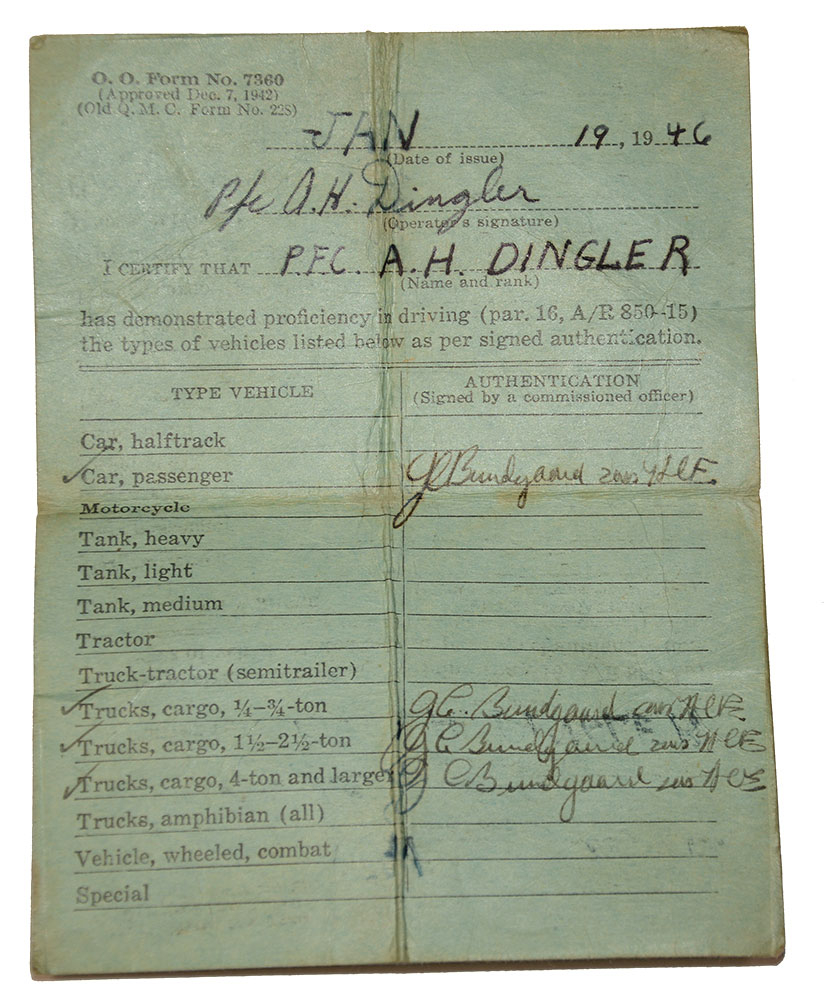 O. O. Form No. 7360
(Approved Dec. 7, 1942)
(Old Q. M. C. Form No. 228)
JAN 19, 1946
(Date of issue)
Pfc A.H. Dingler
(Operator's signature)
I CERTIFY THAT PFC. A.H. DINGLER
(Name and rank)
has demonstrated proficiency in driving (par. 16, A/R 850-15)
the types of vehicles listed below as per signed authentication.
TYPE VEHICLE AUTHENTICATION
(Signed by a commissioned officer)
Car, halftrack
Car, passenger Bundgaard
Motorcycle
Tank, heavy
Tank, light
Tank, medium
Tractor
Truck-tractor (semitrailer)
Trucks, cargo, ¼-¾-ton J C. Bundgaard
Trucks, cargo, 1½-2½-ton J C Bundgaard
Trucks, cargo, 4-ton and larger J C Bundgaard
Trucks, amphibian (all)
Vehicle, wheeled, combat
Special